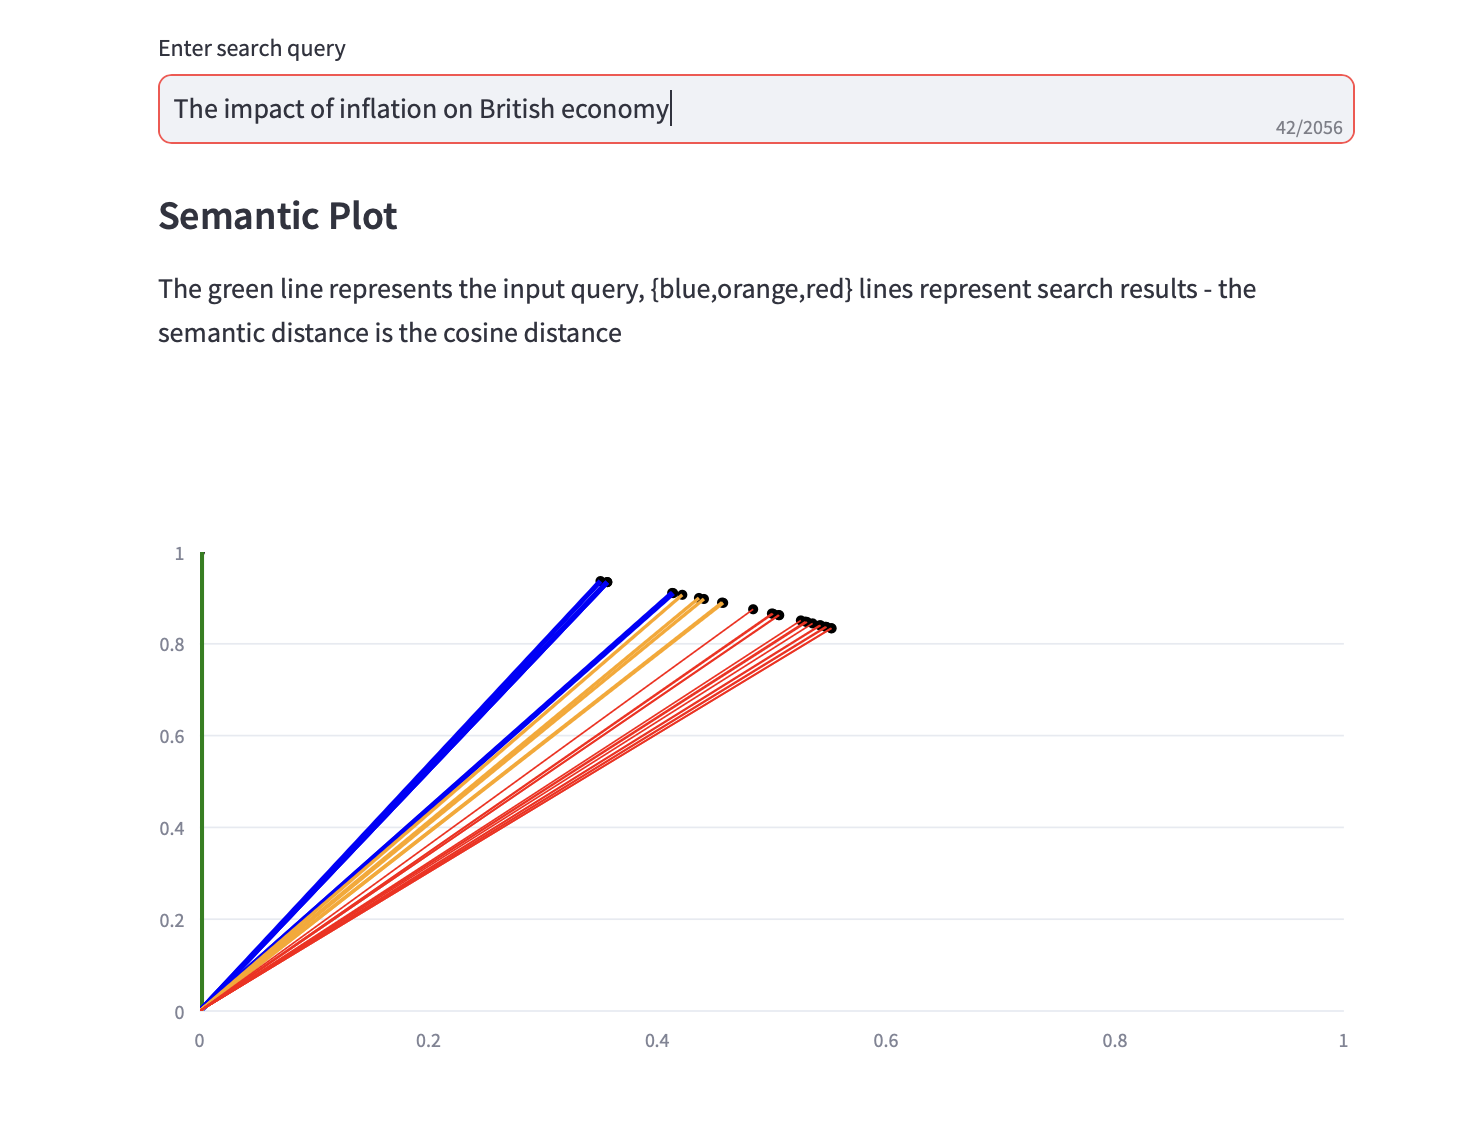 Enter search query
The impact of inflation on British economy
42/2056
Semantic Plot
The green line represents the input query, {blue,orange,red} lines represent search results - the
semantic distance is the cosine distance
1
0.8
0.6
0.4
0.2
0
0 0.2 0.4 0.6 0.8 1